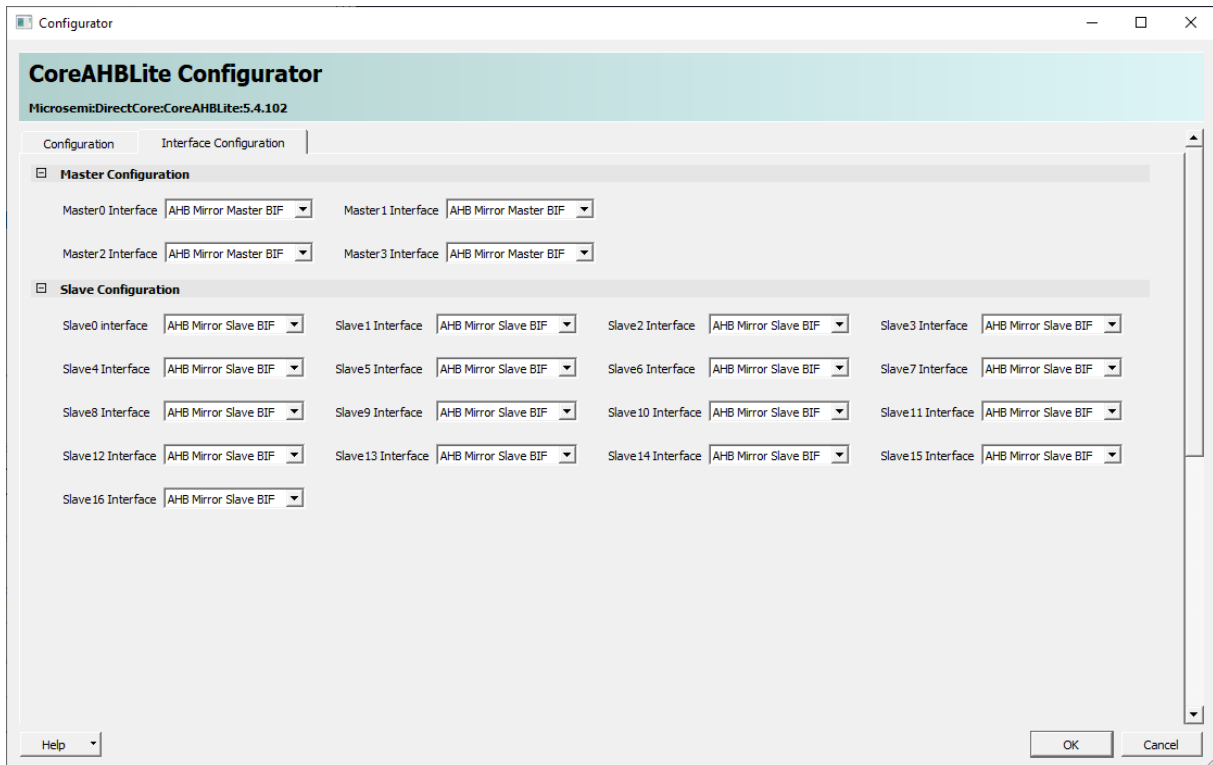 Configurator
CoreAHBLite Configurator
Microsemi:DirectCore:CoreAHBLite:5.4.102
Configuration Interface Configuration
Master Configuration
Master0 Interface AHB Mirror Master BIF Master1 Interface AHB Mirror Master BIF
Master2 Interface AHB Mirror Master BIF Master3 Interface AHB Mirror Master BIF
Slave Configuration
Slave0 interface AHB Mirror Slave BIF Slave1 Interface AHB Mirror Slave BIF Slave2 Interface AHB Mirror Slave BIF Slave3 Interface AHB Mirror Slave BIF
Slave4 Interface AHB Mirror Slave BIF Slave5 Interface AHB Mirror Slave BIF Slave6 Interface AHB Mirror Slave BIF Slave7 Interface AHB Mirror Slave BIF
Slave8 Interface AHB Mirror Slave BIF Slave9 Interface AHB Mirror Slave BIF Slave10 Interface AHB Mirror Slave BIF Slave11 Interface AHB Mirror Slave BIF
Slave12 Interface AHB Mirror Slave BIF Slave13 Interface AHB Mirror Slave BIF Slave14 Interface AHB Mirror Slave BIF Slave15 Interface AHB Mirror Slave BIF
Slave16 Interface AHB Mirror Slave BIF
Help OK Cancel